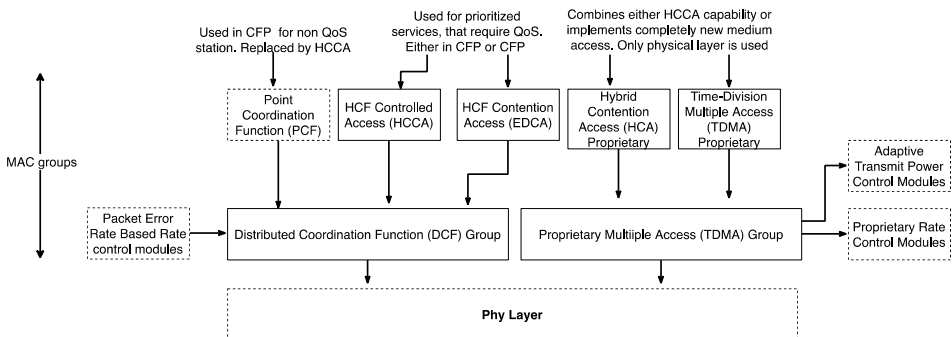 Used in CFP for non QoS
station. Replaced by HCCA
Used for prioritized
services, that require QoS.
Either in CFP or CFP
Combines either HCCA capability or
implements completely new medium
access. Only physical layer is used
MAC groups
Point
Coordination
Function (PCF)
HCF Controlled
Access (HCCA)
HCF Contention
Access (EDCA)
Hybrid
Contention
Access (HCA)
Proprietary
Time-Division
Multiple Access
(TDMA)
Proprietary
Adaptive
Transmit Power
Control Modules
Packet Error
Rate Based Rate
control modules
Distributed Coordination Function (DCF) Group
Proprietary Multiiple Access (TDMA) Group
Proprietary Rate
Control Modules
Phy Layer